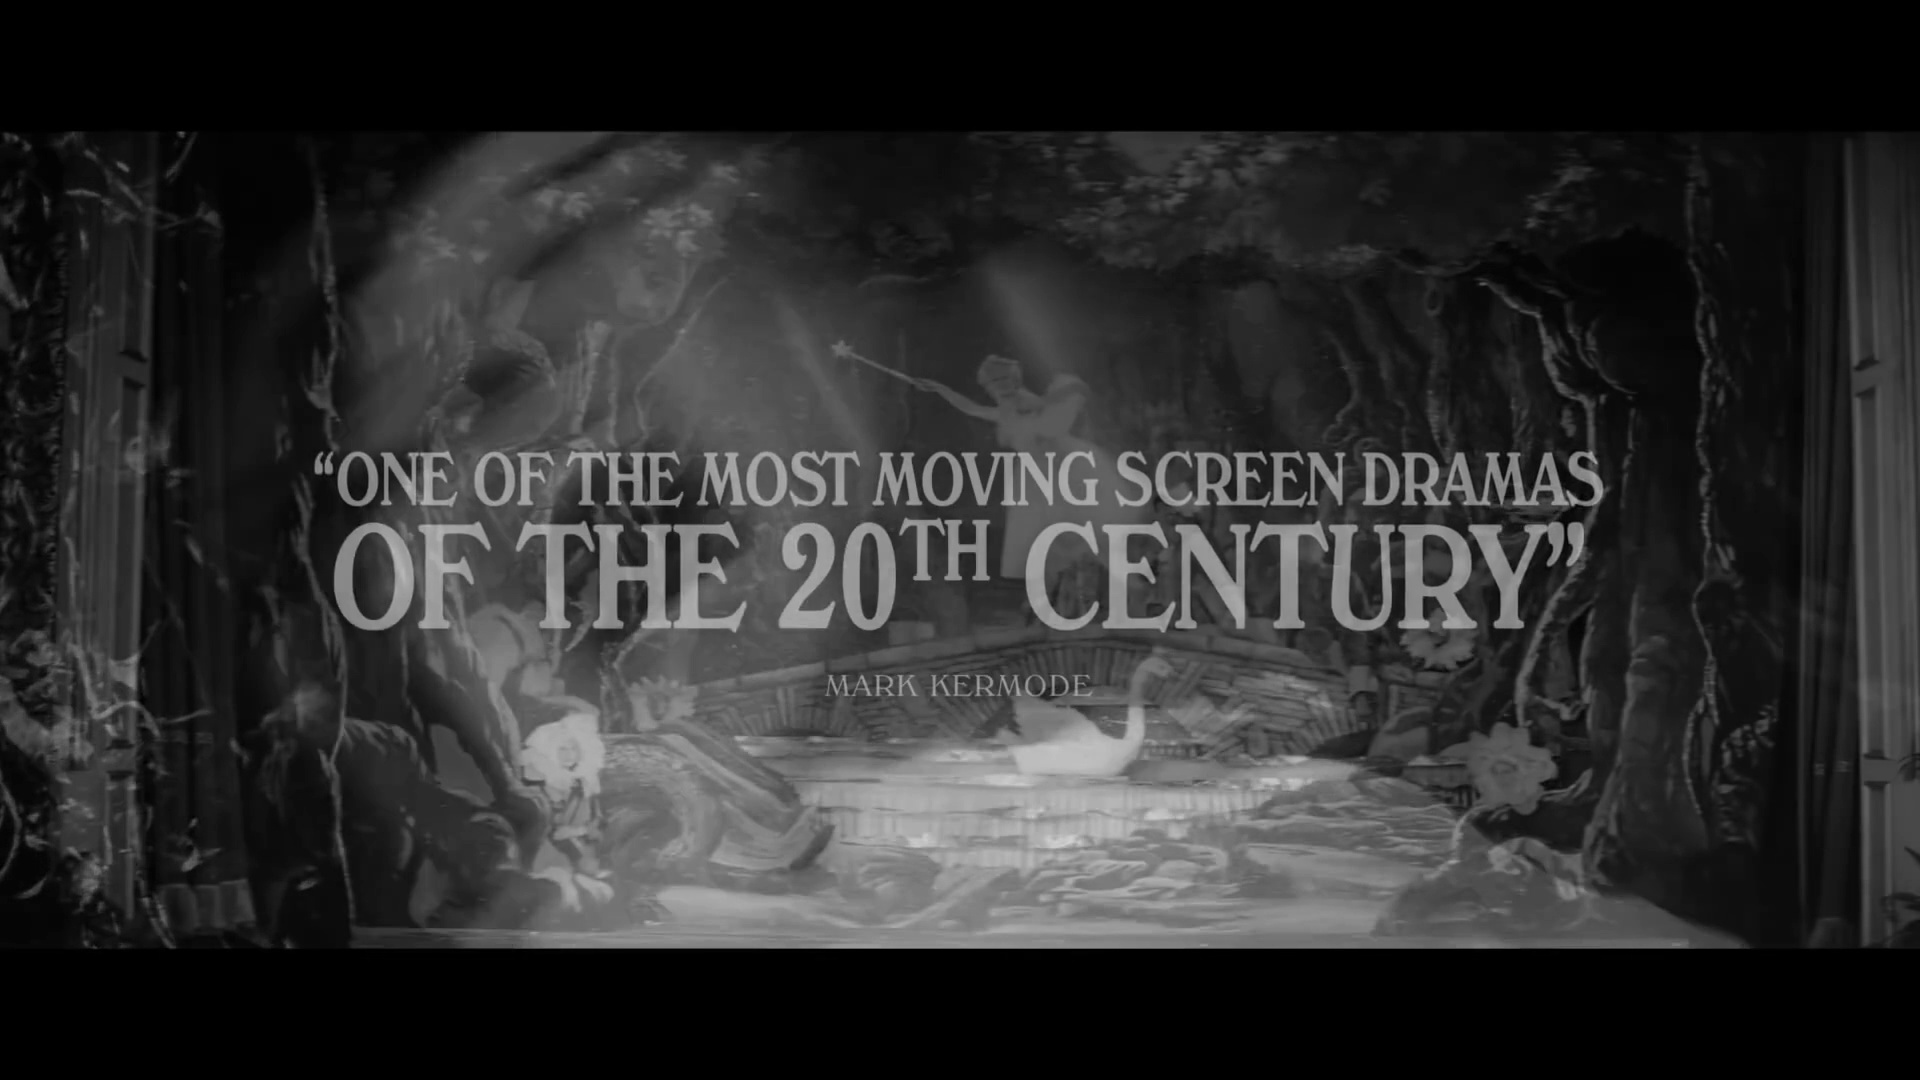 “ONE OF THE MOST MOVING SCREEN DRAMAS
OF THE 20TH CENTURY”
MARK KERMODE